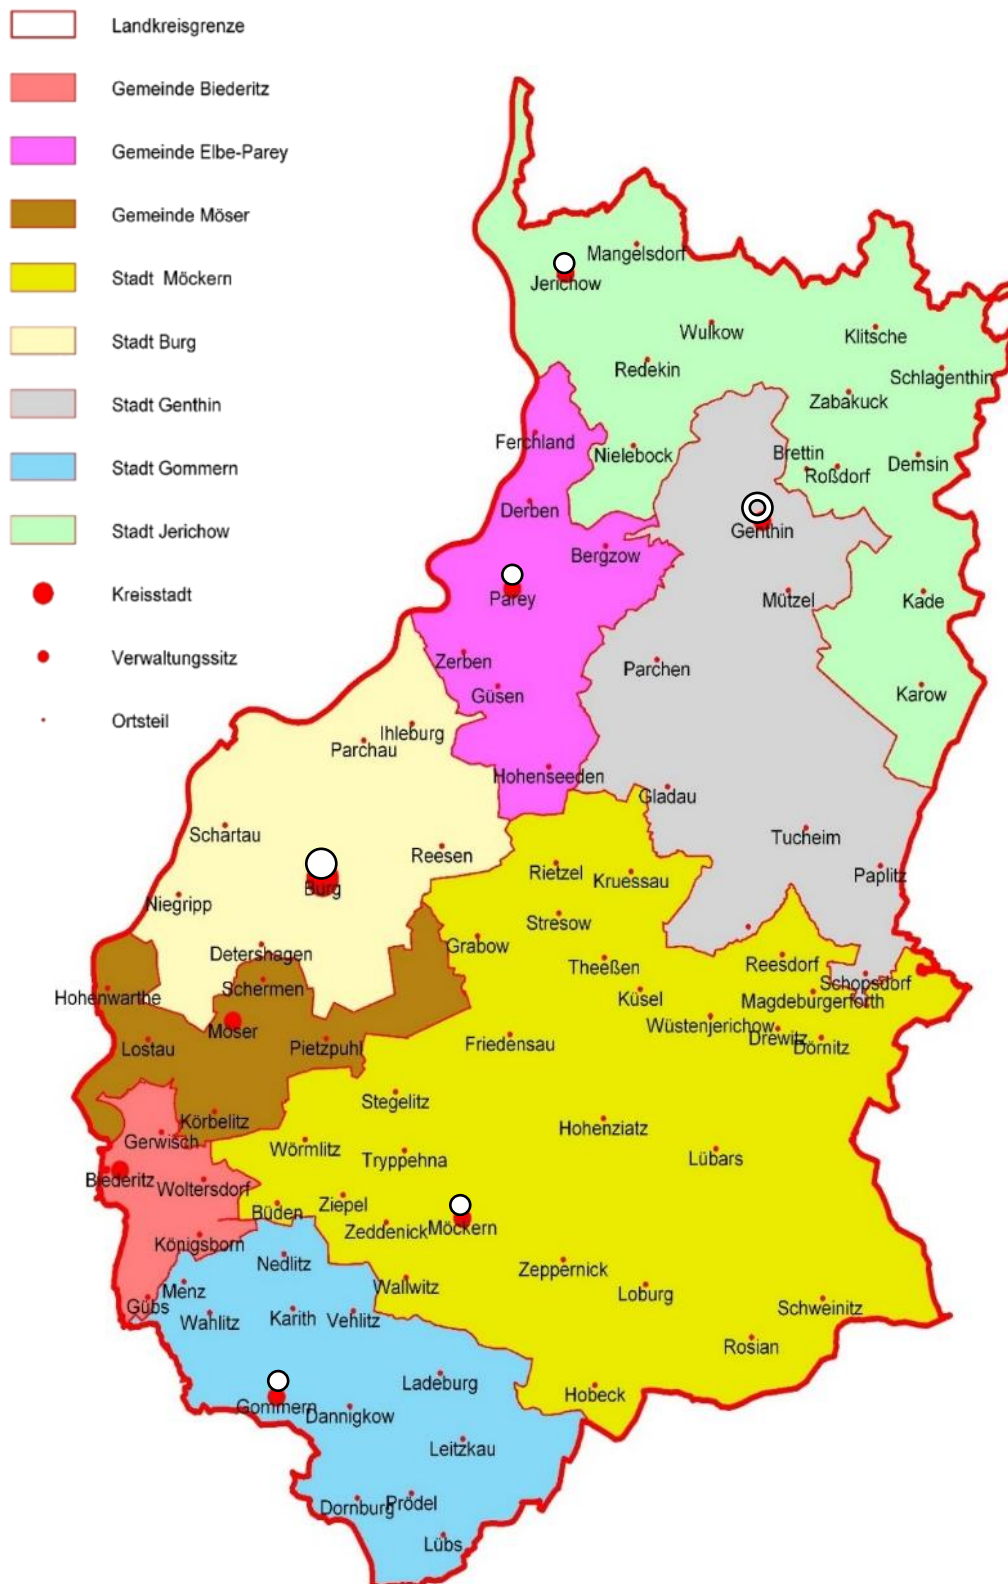 Landkreisgrenze
Gemeinde Biederitz
Gemeinde Elbe-Parey
Gemeinde Möser
Stadt Möckern
Stadt Burg
Stadt Genthin
Stadt Gommern
Stadt Jerichow
Kreisstadt
Verwaltungssitz
Ortsteil
Mangelsdorf
Jerichow
Wulkow
Klitsche
Redekin
Schlagenthin
Zabakuck
Ferchland
Nielebock
Brettin
Roßdorf
Demsin
Derben
Genthin
Bergzow
Parey
Mützel
Kade
Zerben
Parchen
Güsen
Karow
Ihleburg
Parchau
Hohenseeden
Gladau
Schartau
Tucheim
Reesen
Rietzel
Kruessau
Paplitz
Burg
Niegripp
Stresow
Detershagen
Grabow
Theeßen
Reesdorf
Schopsdorf
Schermen
Hohenwarthe
Küsel
Magdeburgerforth
Möser
Wüstenjerichow
Drewitz
Dörnitz
Lostau
Pietzpuhl
Friedensau
Stegelitz
Körbelitz
Hohenziatz
Gerwisch
Wörmlitz
Tryppehna
Lübars
Biederitz
Woltersdorf
Ziepel
Büden
Zeddenick
Möckern
Königsborn
Nedlitz
Zeppernick
Menz
Wallwitz
Loburg
Gübs
Wahlitz
Karith
Vehlitz
Schweinitz
Rosian
Ladeburg
Hobeck
Gommern
Dannigkow
Leitzkau
Dornburg
Prödel
Lübs